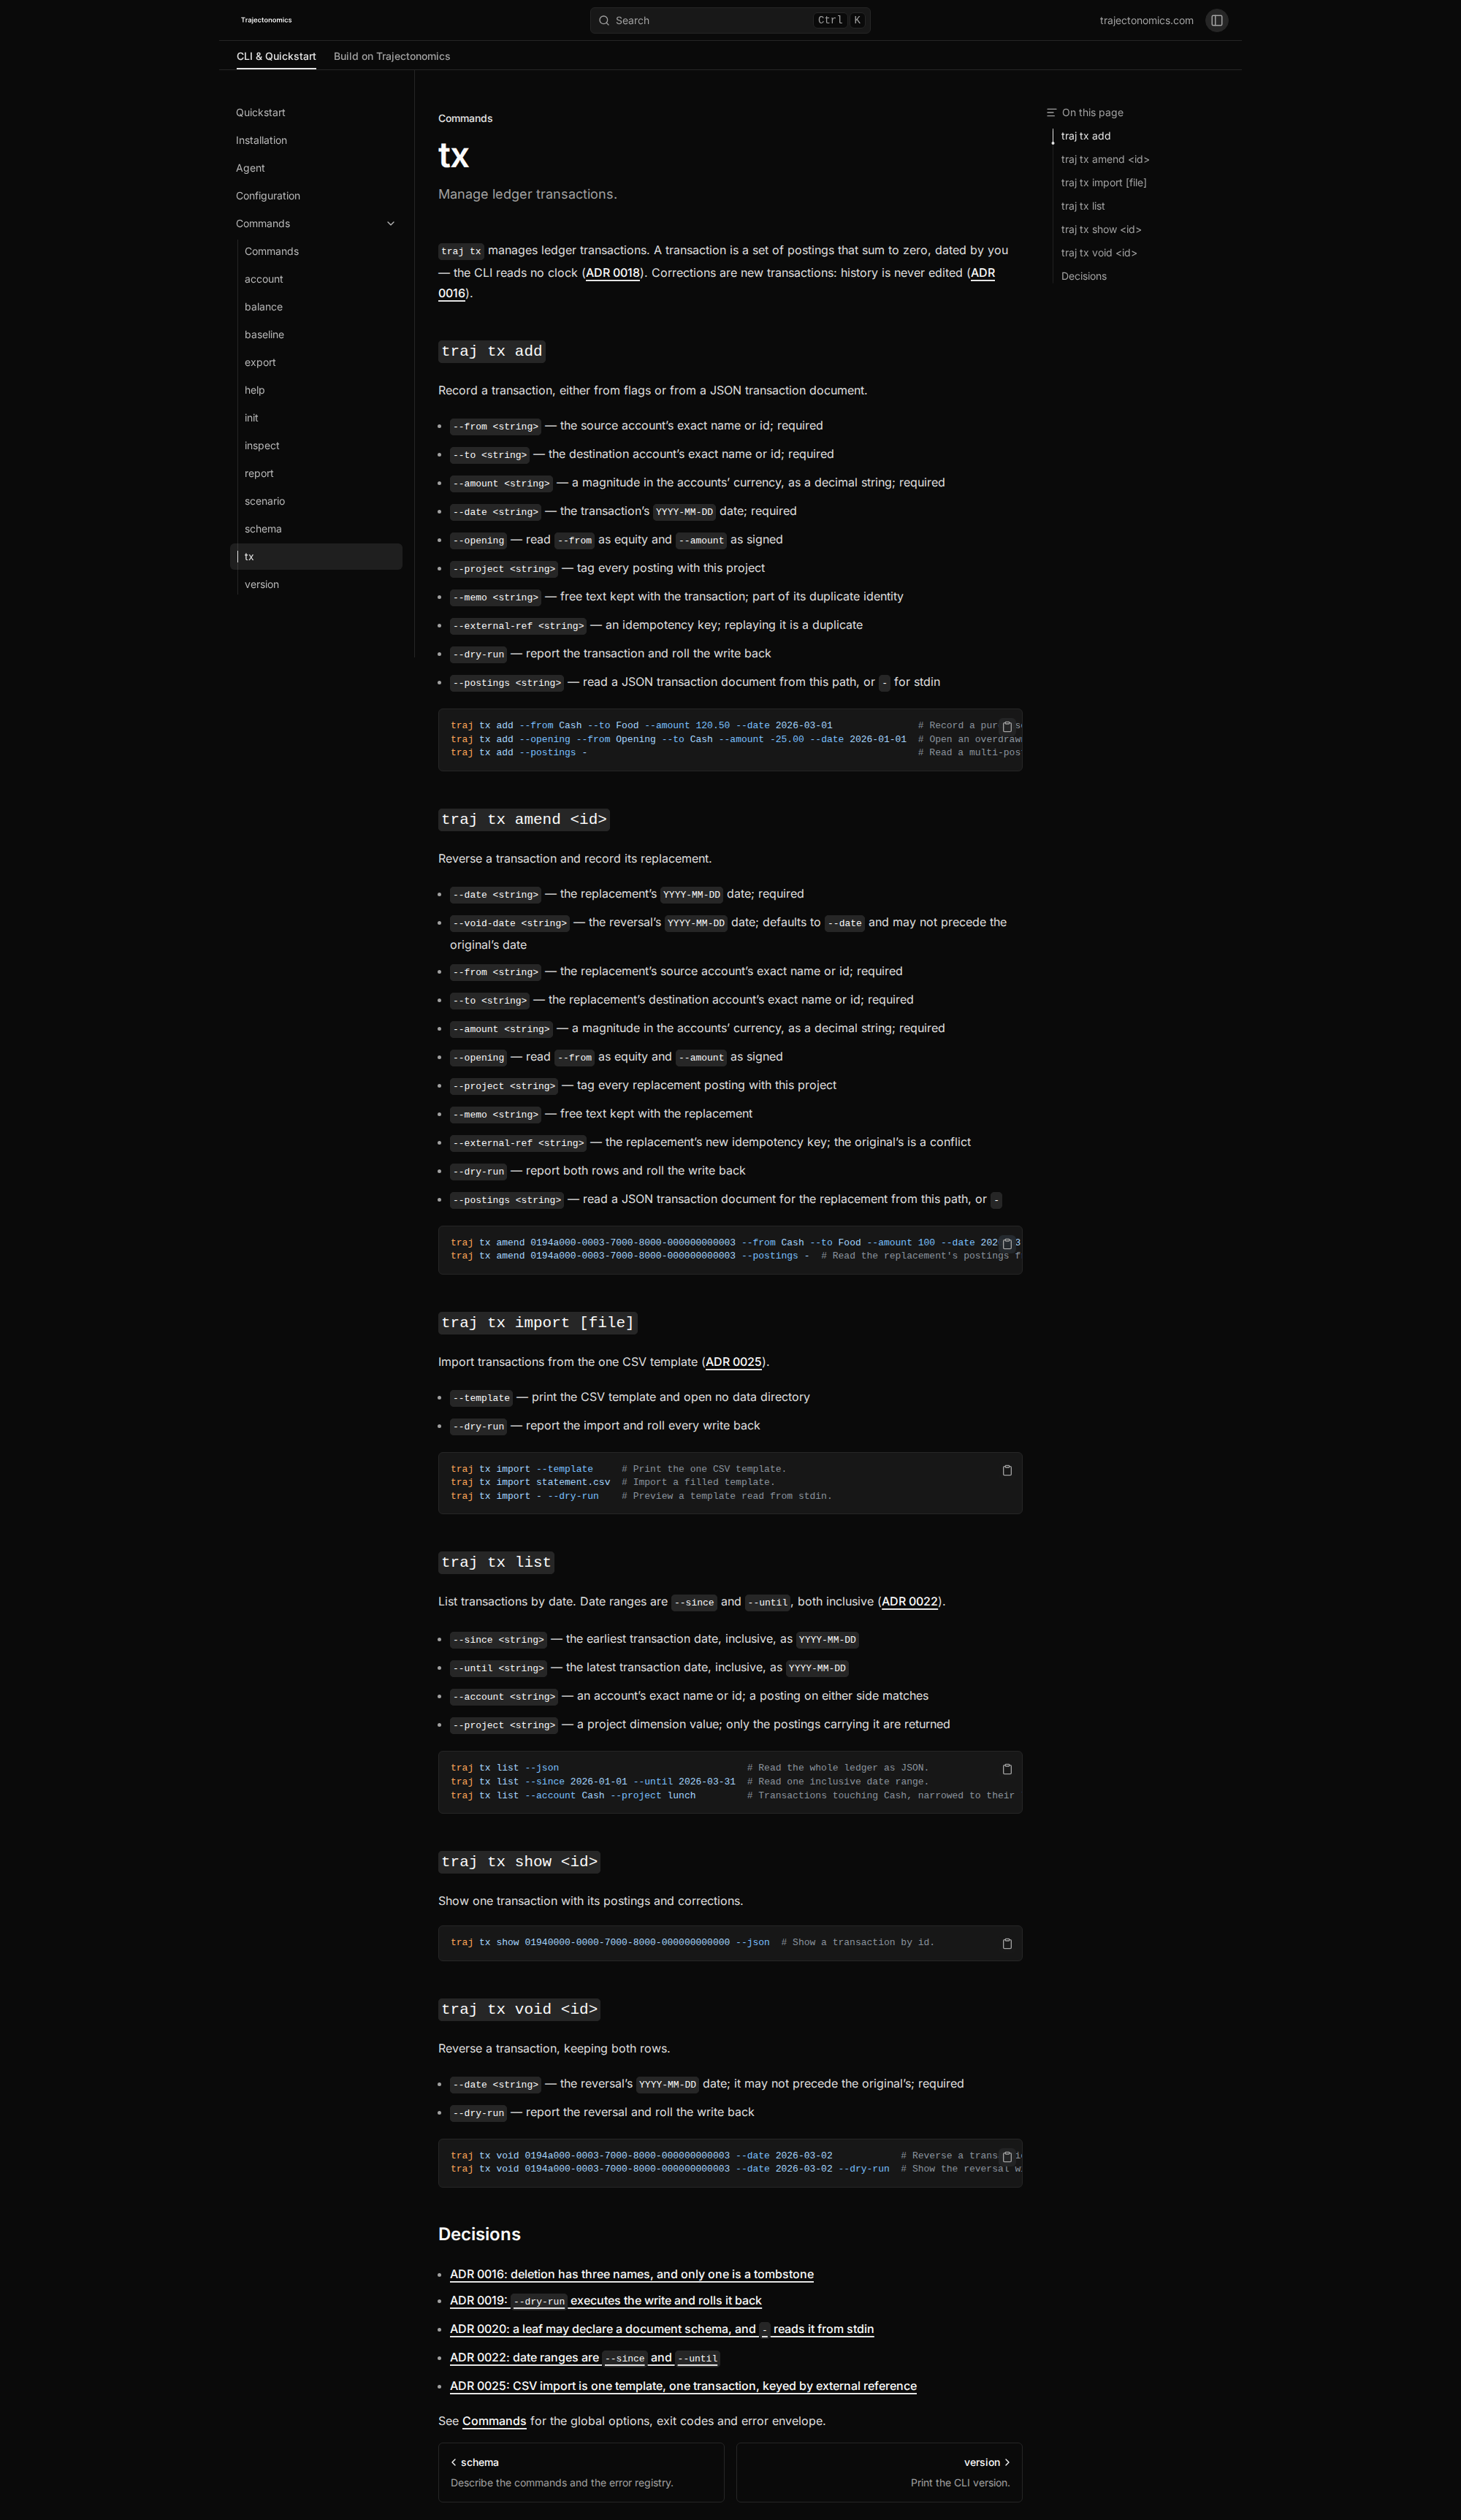 Trajectonomics
Search
Ctrl K
trajectonomics.com
CLI & Quickstart
Build on Trajectonomics
Quickstart
Installation
Agent
Configuration
Commands
Commands
account
balance
baseline
export
help
init
inspect
report
scenario
schema
tx
version
Commands
tx
Manage ledger transactions.
traj tx manages ledger transactions. A transaction is a set of postings that sum to zero, dated by you
— the CLI reads no clock (ADR 0018). Corrections are new transactions: history is never edited (ADR
0016).
traj tx add
Record a transaction, either from flags or from a JSON transaction document.
--from <string> — the source account’s exact name or id; required
--to <string> — the destination account’s exact name or id; required
--amount <string> — a magnitude in the accounts’ currency, as a decimal string; required
--date <string> — the transaction’s YYYY-MM-DD date; required
--opening — read --from as equity and --amount as signed
--project <string> — tag every posting with this project
--memo <string> — free text kept with the transaction; part of its duplicate identity
--external-ref <string> — an idempotency key; replaying it is a duplicate
--dry-run — report the transaction and roll the write back
--postings <string> — read a JSON transaction document from this path, or - for stdin
traj tx add --from Cash --to Food --amount 120.50 --date 2026-03-01 # Record a
traj tx add --opening --from Opening --to Cash --amount -25.00 --date 2026-01-01 # Open an overdraw
traj tx add --postings - # Read a multi-pos
traj tx amend <id>
Reverse a transaction and record its replacement.
--date <string> — the replacement’s YYYY-MM-DD date; required
--void-date <string> — the reversal’s YYYY-MM-DD date; defaults to --date and may not precede the
original’s date
--from <string> — the replacement’s source account’s exact name or id; required
--to <string> — the replacement’s destination account’s exact name or id; required
--amount <string> — a magnitude in the accounts’ currency, as a decimal string; required
--opening — read --from as equity and --amount as signed
--project <string> — tag every replacement posting with this project
--memo <string> — free text kept with the replacement
--external-ref <string> — the replacement’s new idempotency key; the original’s is a conflict
--dry-run — report both rows and roll the write back
--postings <string> — read a JSON transaction document for the replacement from this path, or -
traj tx amend 0194a000-0003-7000-8000-000000000003 --from Cash --to Food --amount 100 --date
traj tx amend 0194a000-0003-7000-8000-000000000003 --postings - # Read the replacement's postings f
traj tx import [file]
Import transactions from the one CSV template (ADR 0025).
--template — print the CSV template and open no data directory
--dry-run — report the import and roll every write back
traj tx import --template # Print the one CSV template.
traj tx import statement.csv # Import a filled template.
traj tx import - --dry-run # Preview a template read from stdin.
traj tx list
List transactions by date. Date ranges are --since and --until, both inclusive (ADR 0022).
--since <string> — the earliest transaction date, inclusive, as YYYY-MM-DD
--until <string> — the latest transaction date, inclusive, as YYYY-MM-DD
--account <string> — an account’s exact name or id; a posting on either side matches
--project <string> — a project dimension value; only the postings carrying it are returned
traj tx list --json # Read the whole ledger as JSON.
traj tx list --since 2026-01-01 --until 2026-03-31 # Read one inclusive date range.
traj tx list --account Cash --project lunch # Transactions touching Cash, narrowed to their
traj tx show <id>
Show one transaction with its postings and corrections.
traj tx show 01940000-0000-7000-8000-000000000000 --json # Show a transaction by id.
traj tx void <id>
Reverse a transaction, keeping both rows.
--date <string> — the reversal’s YYYY-MM-DD date; it may not precede the original’s; required
--dry-run — report the reversal and roll the write back
traj tx void 0194a000-0003-7000-8000-000000000003 --date 2026-03-02 # Reverse a
traj tx void 0194a000-0003-7000-8000-000000000003 --date 2026-03-02 --dry-run # Show the reversal w
Decisions
ADR 0016: deletion has three names, and only one is a tombstone
ADR 0019: --dry-run executes the write and rolls it back
ADR 0020: a leaf may declare a document schema, and - reads it from stdin
ADR 0022: date ranges are --since and --until
ADR 0025: CSV import is one template, one transaction, keyed by external reference
See Commands for the global options, exit codes and error envelope.
schema
Describe the commands and the error registry.
version
Print the CLI version.
On this page
traj tx add
traj tx amend <id>
traj tx import [file]
traj tx list
traj tx show <id>
traj tx void <id>
Decisions